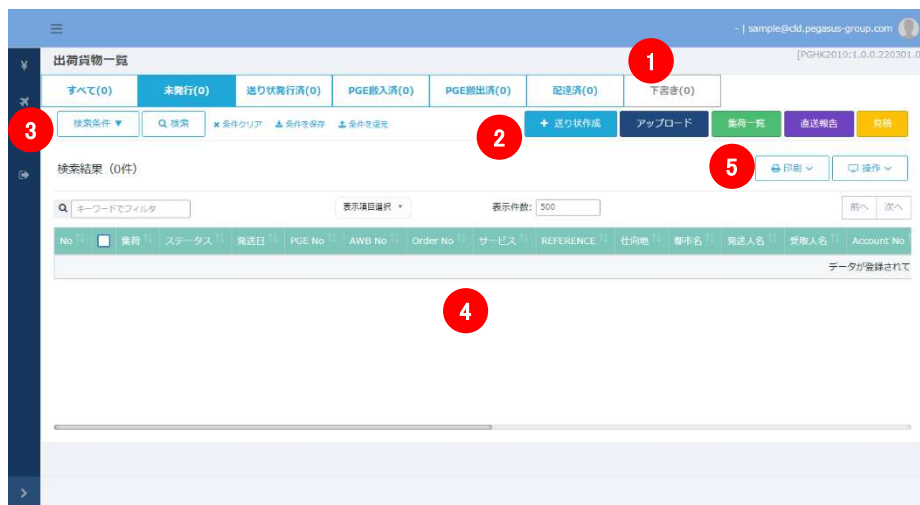 - | sample@cld.pegasus-group.com
出荷貨物一覧
[PGHK2010:1.0.0.220301.0
1
すべて(0) 未発行(0) 送り状発行済(0) PGE搬入済(0) PGE搬出済(0) 配達済(0) 下書き(0)
3 検索条件 ▼ 検索 × 条件クリア 条件を保存 条件を復元 2 + 送り状作成 アップロード 集荷一覧 直送報告 見積
検索結果（0件） 5 印刷 操作
キーワードでフィルタ 表示項目選択 表示件数: 500 前へ 次へ
No 集荷 ステータス 発送日 PGE No AWB No Order No サービス REFERENCE 仕向地 都市名 発送人名 受取人名 Account No
データが登録されて
4